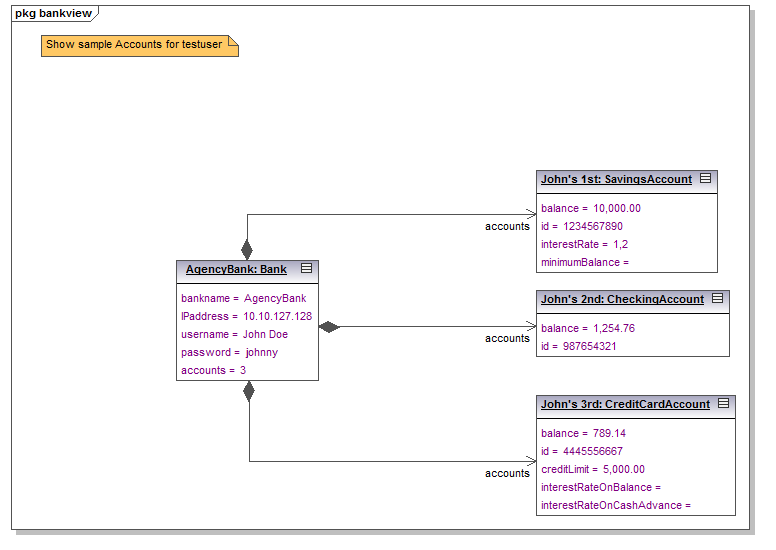 pkg bankview
Show sample Accounts for testuser
John's 1st: SavingsAccount
balance = 10,000.00
id = 1234567890
interestRate = 1,2
minimumBalance =
accounts
AgencyBank: Bank
bankname = AgencyBank
IPaddress = 10.10.127.128
username = John Doe
password = johnny
accounts = 3
John's 2nd: CheckingAccount
balance = 1,254.76
id = 987654321
accounts
John's 3rd: CreditCardAccount
balance = 789.14
id = 4445556667
creditLimit = 5,000.00
interestRateOnBalance =
interestRateOnCashAdvance =
accounts